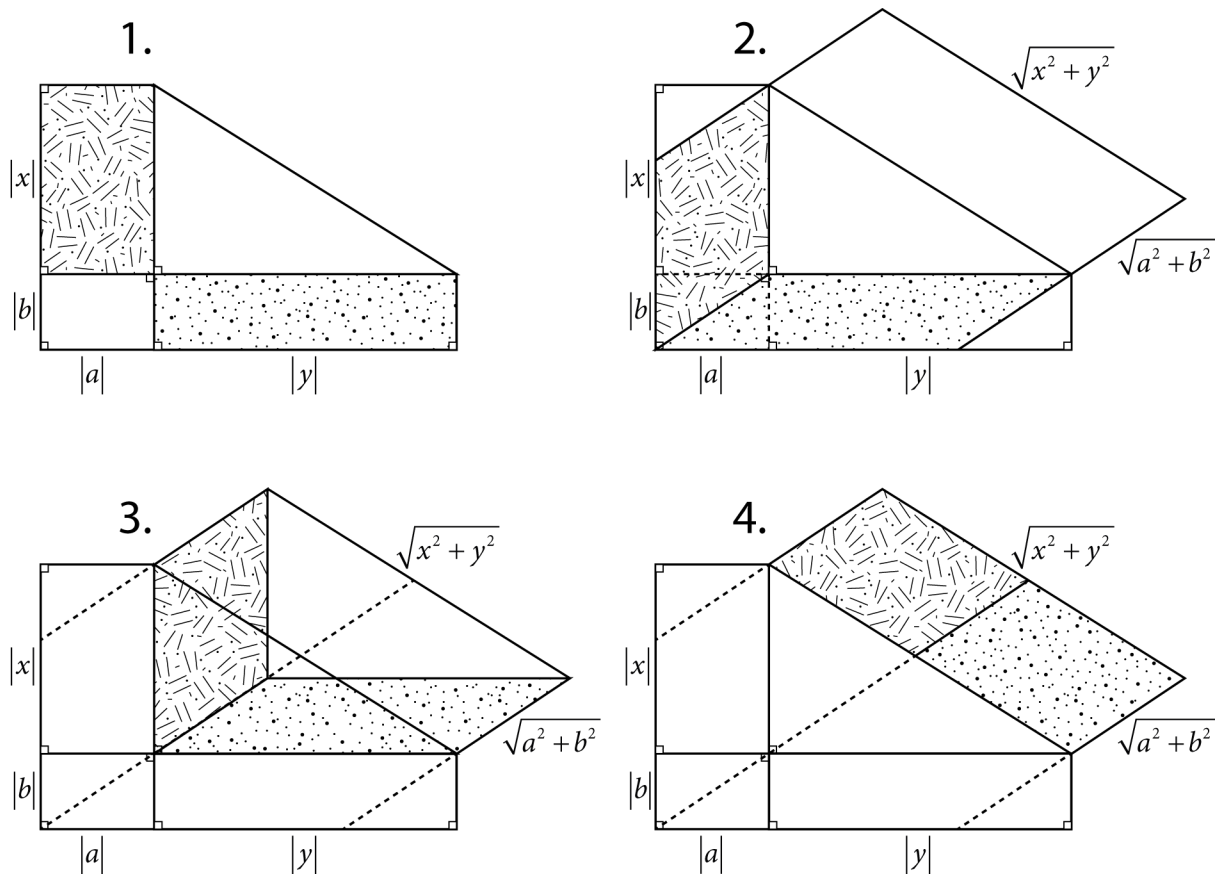 1.
|x|
|b|
|a|
|y|
2.
√x² + y²
|x|
√a² + b²
|b|
|a|
|y|
3.
√x² + y²
|x|
√a² + b²
|b|
|a|
|y|
4.
√x² + y²
|x|
√a² + b²
|b|
|a|
|y|